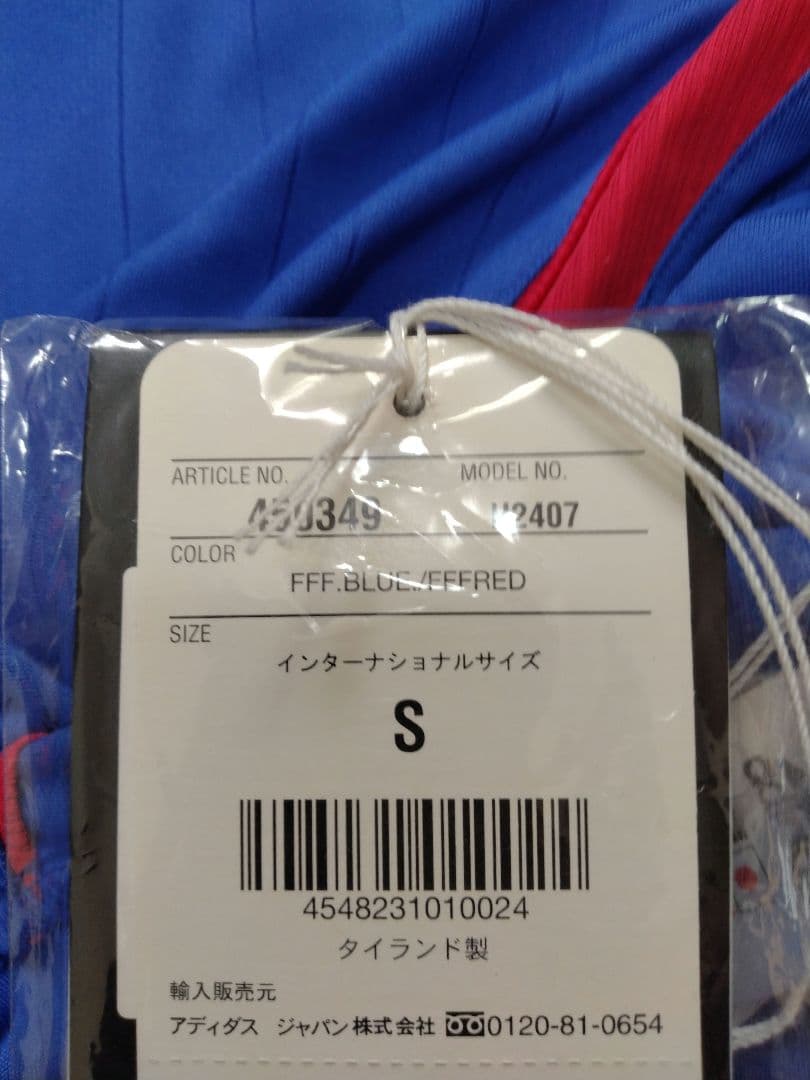 ARTICLE NO. MODEL NO.
450349 U2407
COLOR
FFF.BLUE./FFFRED
SIZE
インターナショナルサイズ
S
4548231010024
タイランド製
輸入販売元
アディダス ジャパン株式会社 0120-81-0654